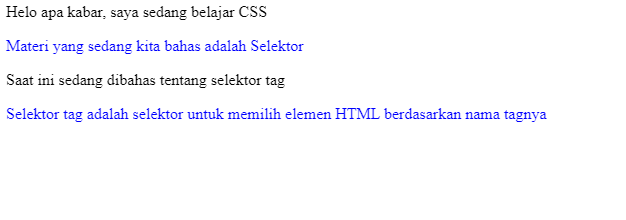 Helo apa kabar, saya sedang belajar CSS
Materi yang sedang kita bahas adalah Selektor
Saat ini sedang dibahas tentang selektor tag
Selektor tag adalah selektor untuk memilih elemen HTML berdasarkan nama tagnya